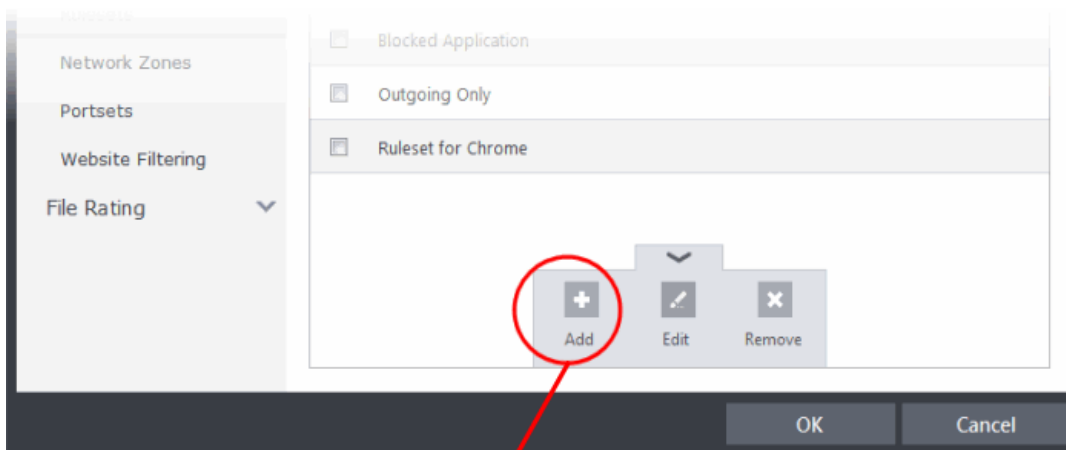 Rulesets
Network Zones
Portsets
Website Filtering
File Rating
Blocked Application
Outgoing Only
Ruleset for Chrome
Add Edit Remove
OK Cancel